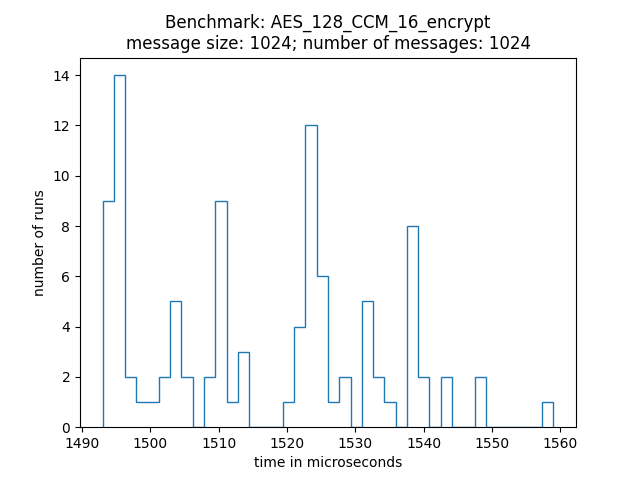 Benchmark: AES_128_CCM_16_encrypt
message size: 1024; number of messages: 1024
14
12
10
8
6
4
2
0
number of runs
1490 1500 1510 1520 1530 1540 1550 1560
time in microseconds